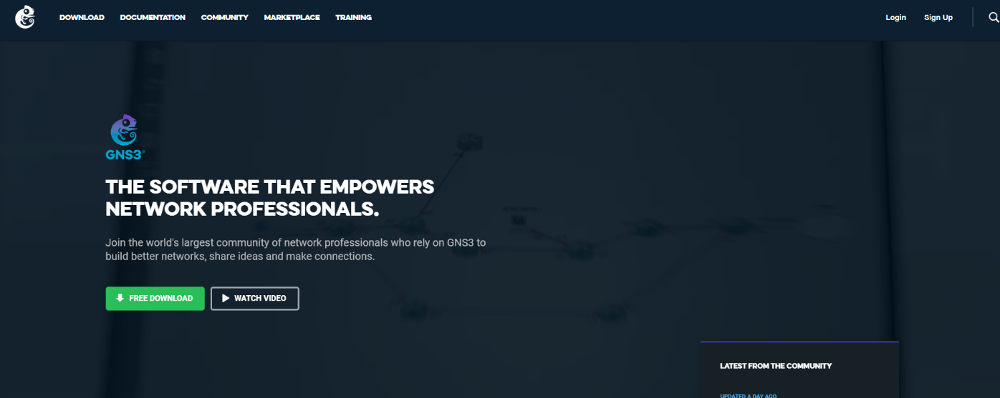 DOWNLOAD DOCUMENTATION COMMUNITY MARKETPLACE TRAINING Login Sign Up
GNS3®
THE SOFTWARE THAT EMPOWERS
NETWORK PROFESSIONALS.
Join the world's largest community of network professionals who rely on GNS3 to
build better networks, share ideas and make connections.
FREE DOWNLOAD WATCH VIDEO
LATEST FROM THE COMMUNITY
UPDATED A DAY AGO